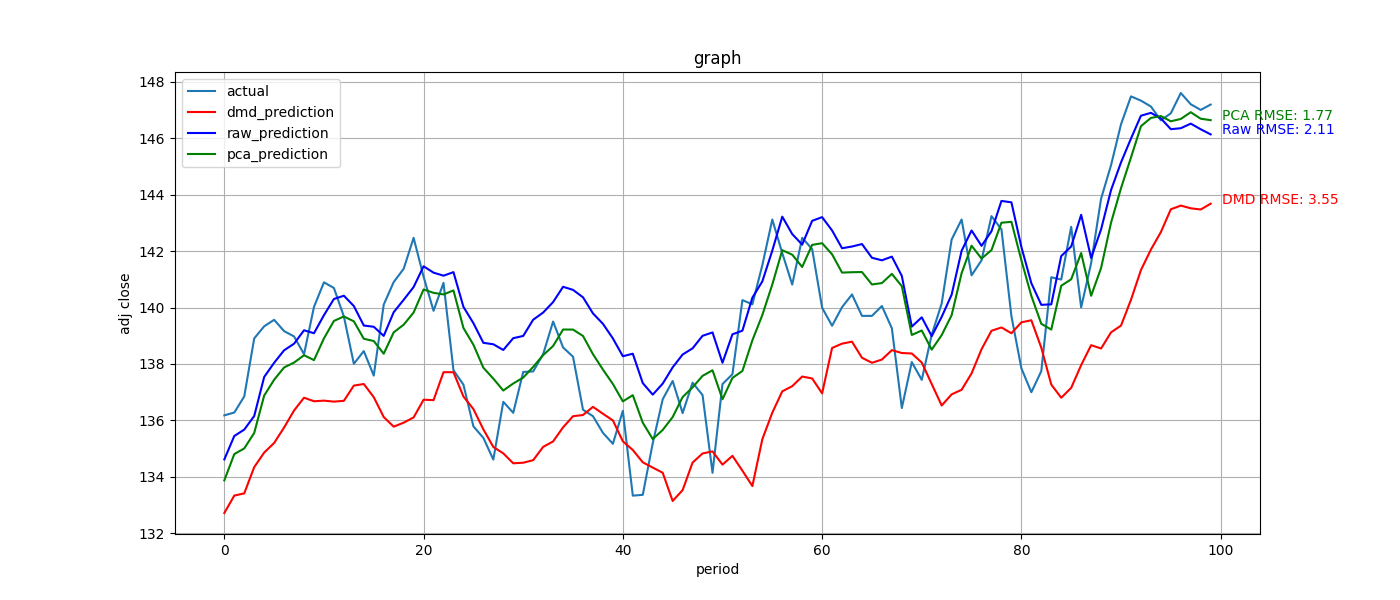 graph
148
146
144
142
140
138
136
134
132
adj close
actual
dmd_prediction
raw_prediction
pca_prediction
PCA RMSE: 1.77
Raw RMSE: 2.11
DMD RMSE: 3.55
0 20 40 60 80 100
period